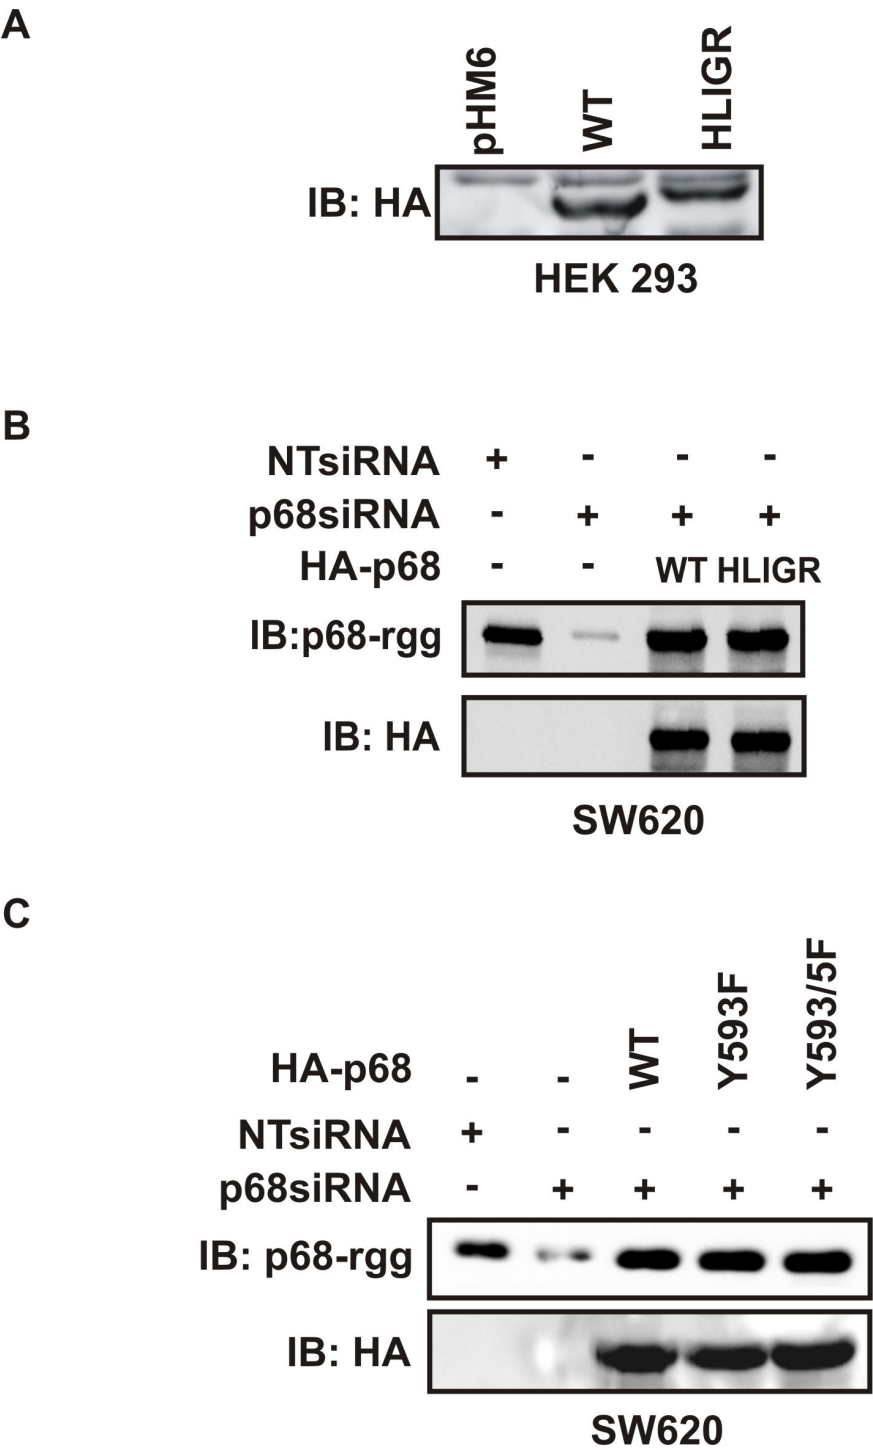 A
pHM6 WT HLIGR
IB: HA
HEK 293
B
NTsiRNA + - - -
p68siRNA - + + +
HA-p68 - - WT HLIGR
IB:p68-rgg
IB: HA
SW620
C
HA-p68 - - WT Y593F Y593/5F
NTsiRNA + - - - -
p68siRNA - + + + +
IB: p68-rgg
IB: HA
SW620